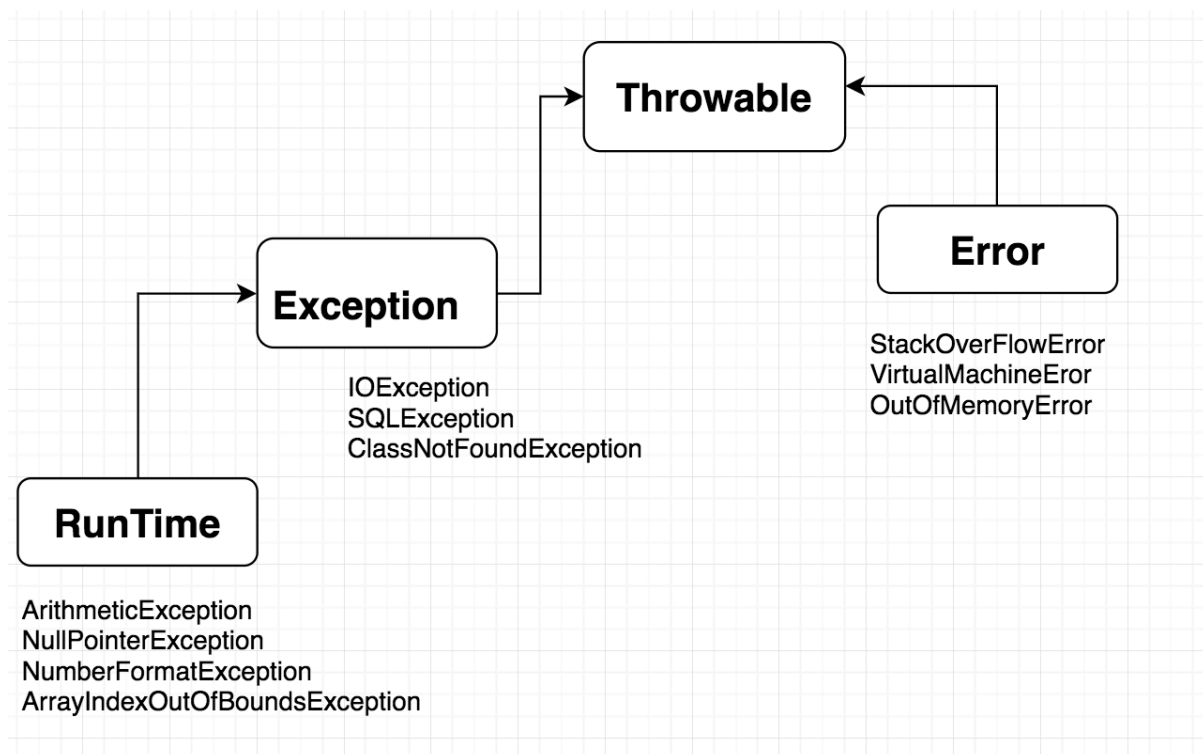 Throwable
Error
Exception
StackOverFlowError
VirtualMachineEror
OutOfMemoryError
IOException
SQLException
ClassNotFoundException
RunTime
ArithmeticException
NullPointerException
NumberFormatException
ArrayIndexOutOfBoundsException